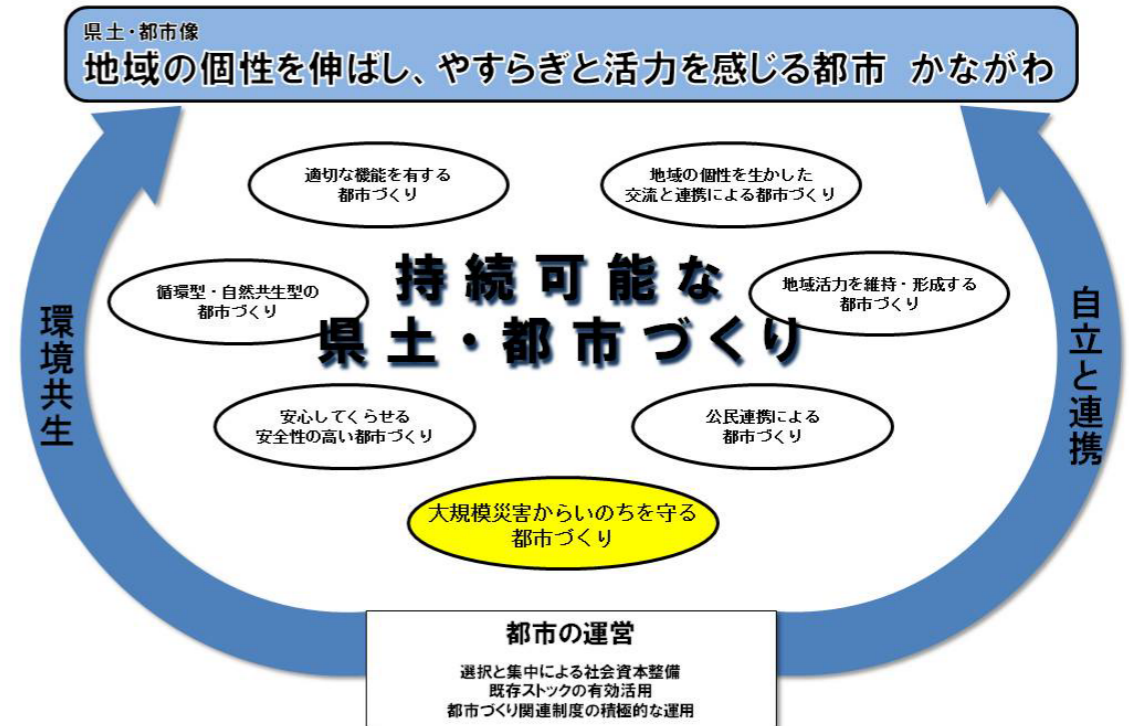 県土・都市像
地域の個性を伸ばし、やすらぎと活力を感じる都市 かながわ
適切な機能を有する
都市づくり
地域の個性を生かした
交流と連携による都市づくり
持続可能な
県土・都市づくり
循環型・自然共生型の
都市づくり
地域活力を維持・形成する
都市づくり
環境共生
自立と連携
安心してくらせる
安全性の高い都市づくり
公民連携による
都市づくり
大規模災害からいのちを守る
都市づくり
都市の運営
選択と集中による社会資本整備
既存ストックの有効活用
都市づくり関連制度の積極的な運用